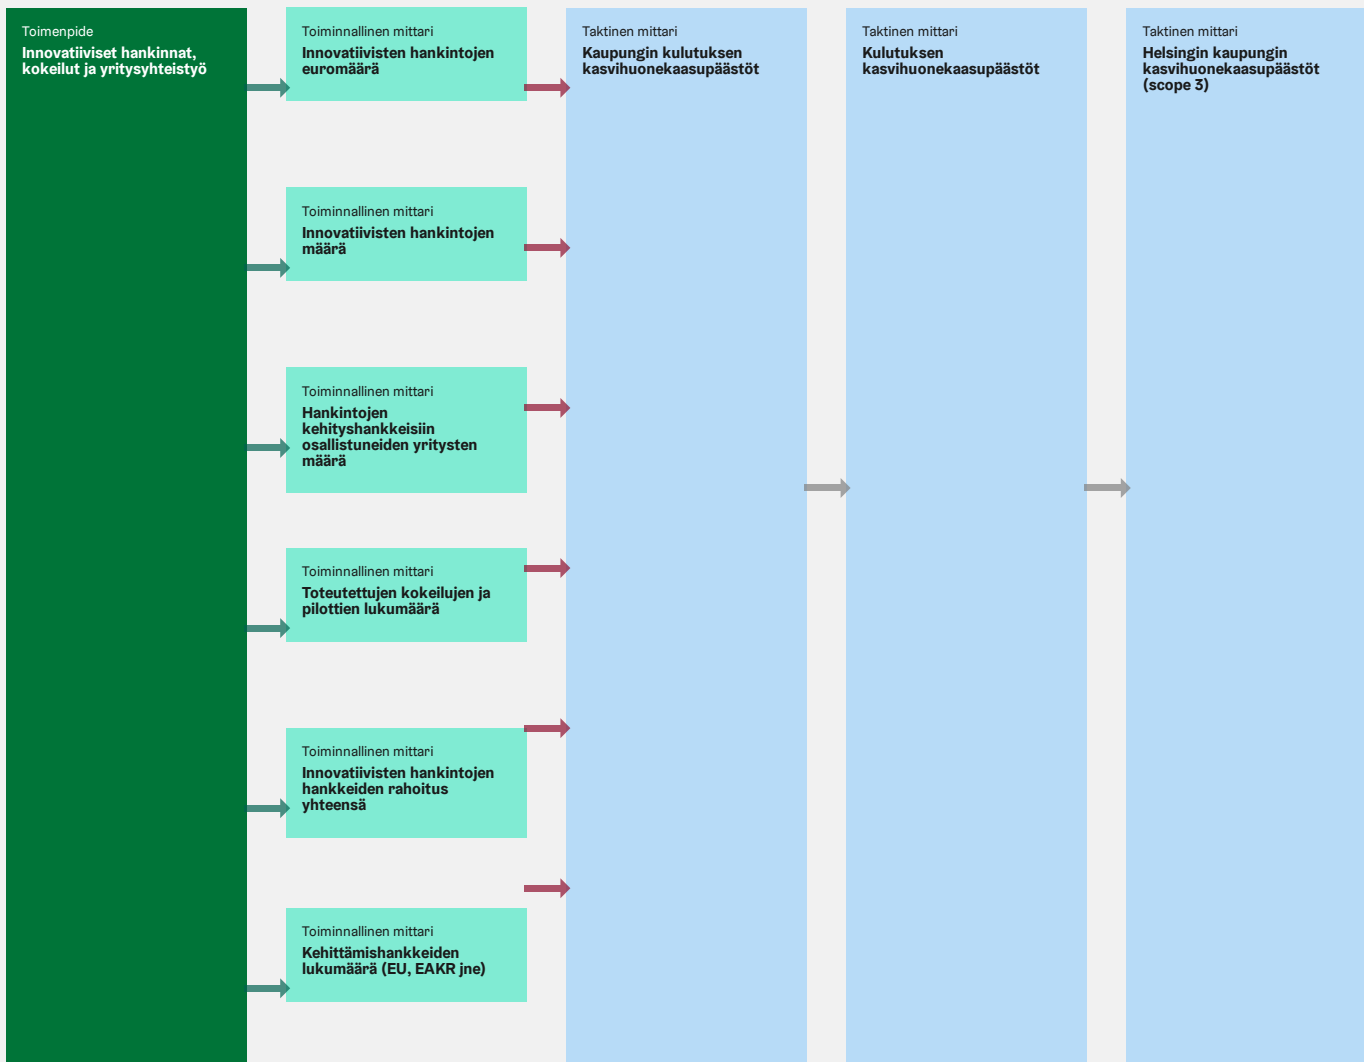 Toimenpide
Innovatiiviset hankinnat,
kokeilut ja yritysyhteistyö
Toiminnallinen mittari
Innovatiivisten hankintojen
euromäärä
Toiminnallinen mittari
Innovatiivisten hankintojen
määrä
Toiminnallinen mittari
Hankintojen
kehityshankkeisiin
osallistuneiden yritysten
määrä
Toiminnallinen mittari
Toteutettujen kokeilujen ja
pilottien lukumäärä
Toiminnallinen mittari
Innovatiivisten hankintojen
hankkeiden rahoitus
yhteensä
Toiminnallinen mittari
Kehittämishankkeiden
lukumäärä (EU, EAKR jne)
Taktinen mittari
Kaupungin kulutuksen
kasvihuonekaasupäästöt
Taktinen mittari
Kulutuksen
kasvihuonekaasupäästöt
Taktinen mittari
Helsingin kaupungin
kasvihuonekaasupäästöt
(scope 3)